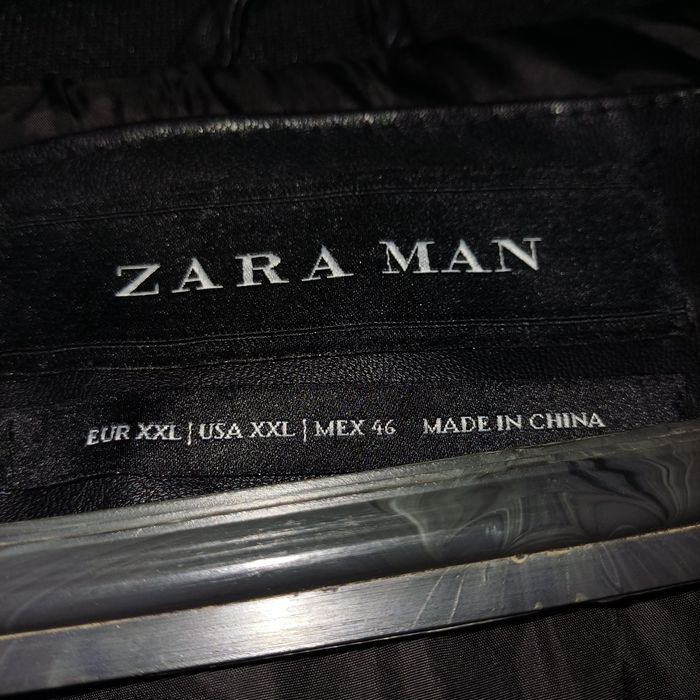 ZARA MAN
EUR XXL | USA XXL | MEX 46 MADE IN CHINA